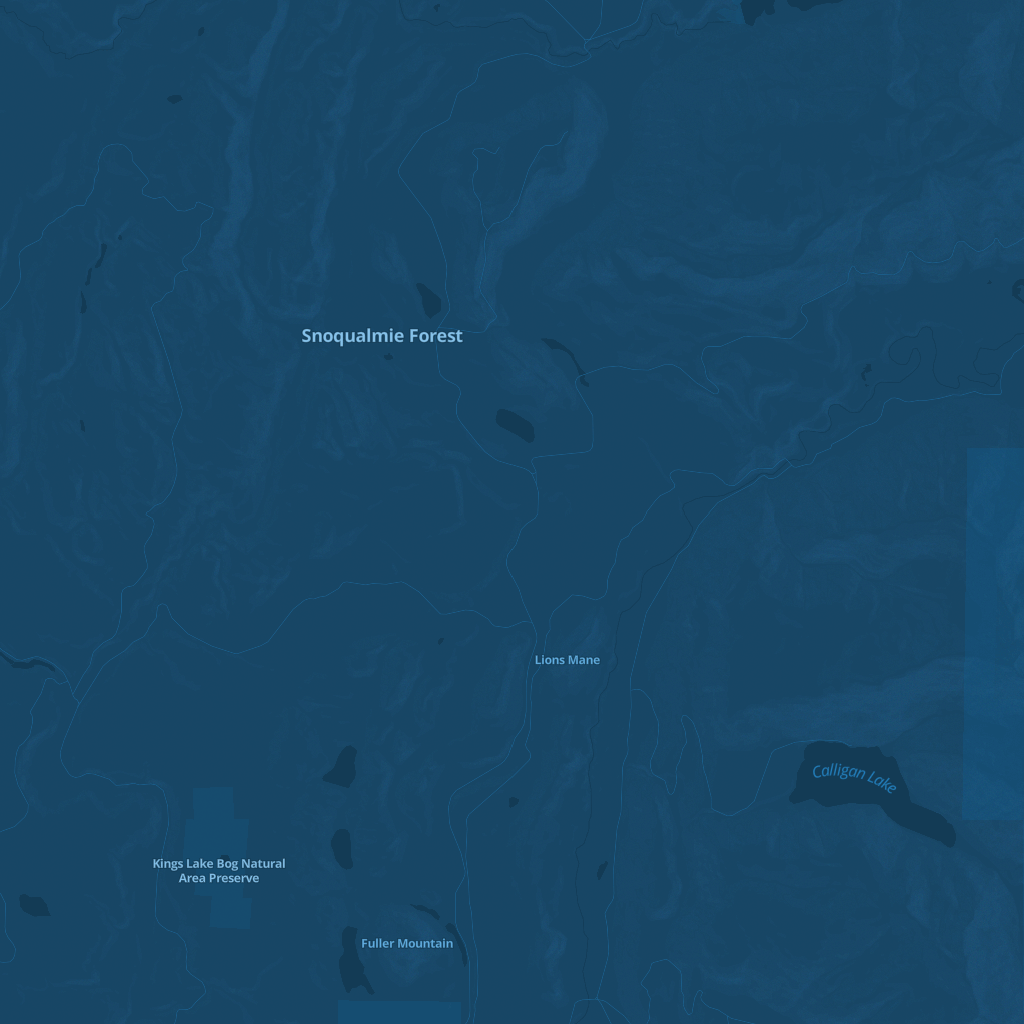 Snoqualmie Forest
Lions Mane
Calligan Lake
Kings Lake Bog Natural
Area Preserve
Fuller Mountain